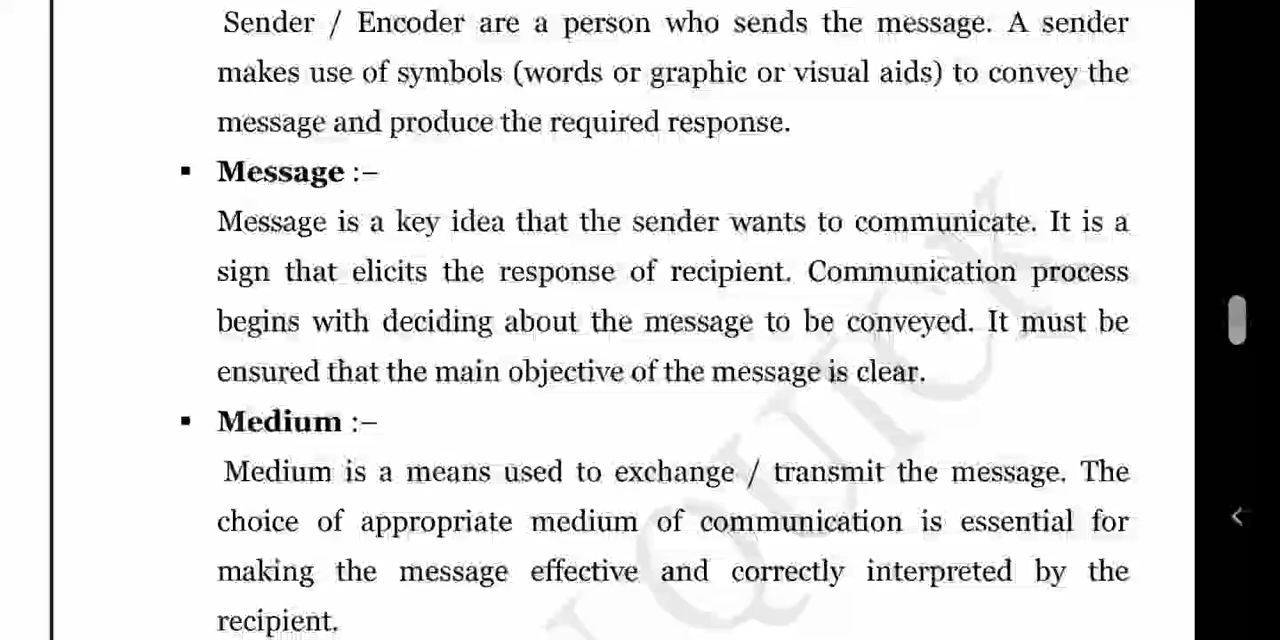 Sender / Encoder are a person who sends the message. A sender
makes use of symbols (words or graphic or visual aids) to convey the
message and produce the required response.
▪ Message :–
Message is a key idea that the sender wants to communicate. It is a
sign that elicits the response of recipient. Communication process
begins with deciding about the message to be conveyed. It must be
ensured that the main objective of the message is clear.
▪ Medium :–
Medium is a means used to exchange / transmit the message. The
choice of appropriate medium of communication is essential for
making the message effective and correctly interpreted by the
recipient.
QUICK